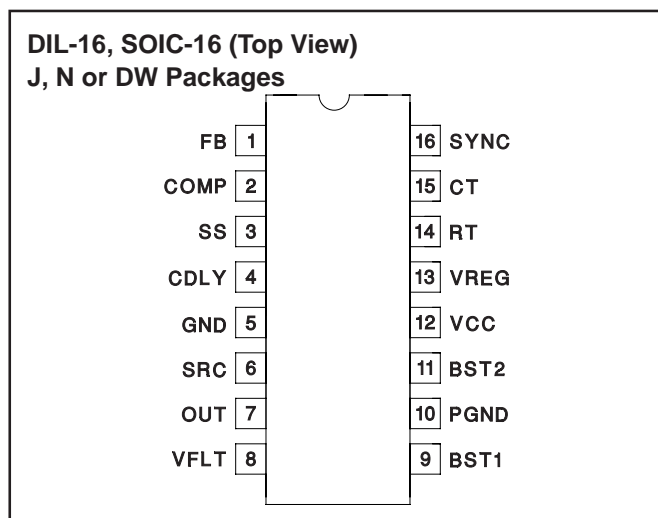 DIL-16, SOIC-16 (Top View)
J, N or DW Packages
FB 1
16 SYNC
COMP 2
15 CT
SS 3
14 RT
CDLY 4
13 VREG
GND 5
12 VCC
SRC 6
11 BST2
OUT 7
10 PGND
VFLT 8
9 BST1